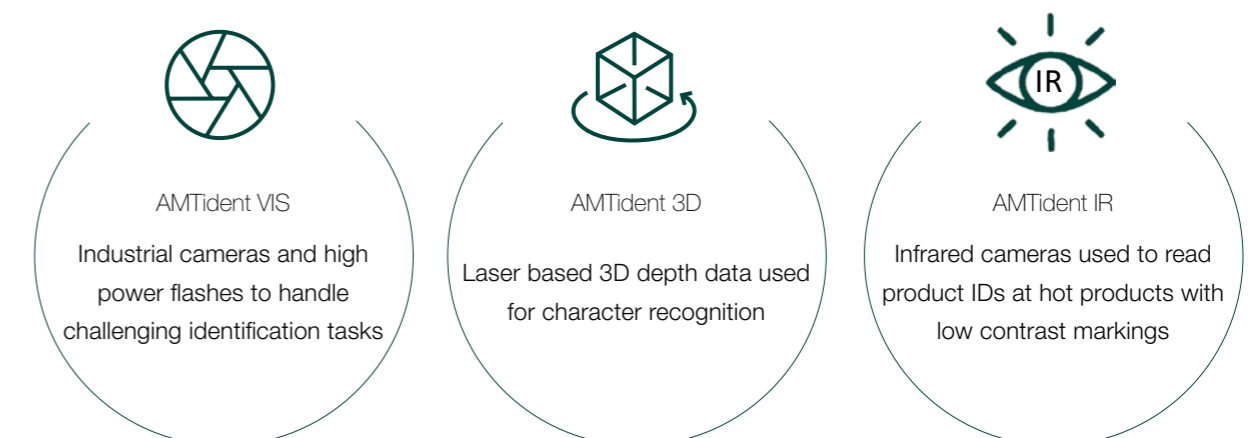 IR
AMTident VIS
Industrial cameras and high
power flashes to handle
challenging identification tasks
AMTident 3D
Laser based 3D depth data used
for character recognition
AMTident IR
Infrared cameras used to read
product IDs at hot products with
low contrast markings